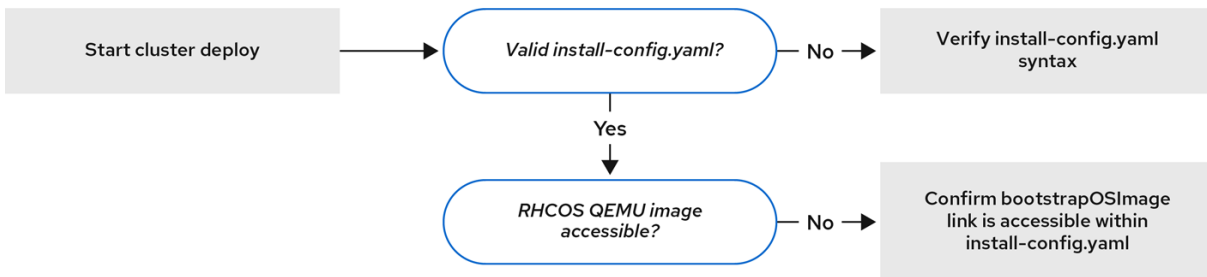 Start cluster deploy
Valid install-config.yaml?
No
Verify install-config.yaml
syntax
Yes
RHCOS QEMU image
accessible?
No
Confirm bootstrapOSImage
link is accessible within
install-config.yaml